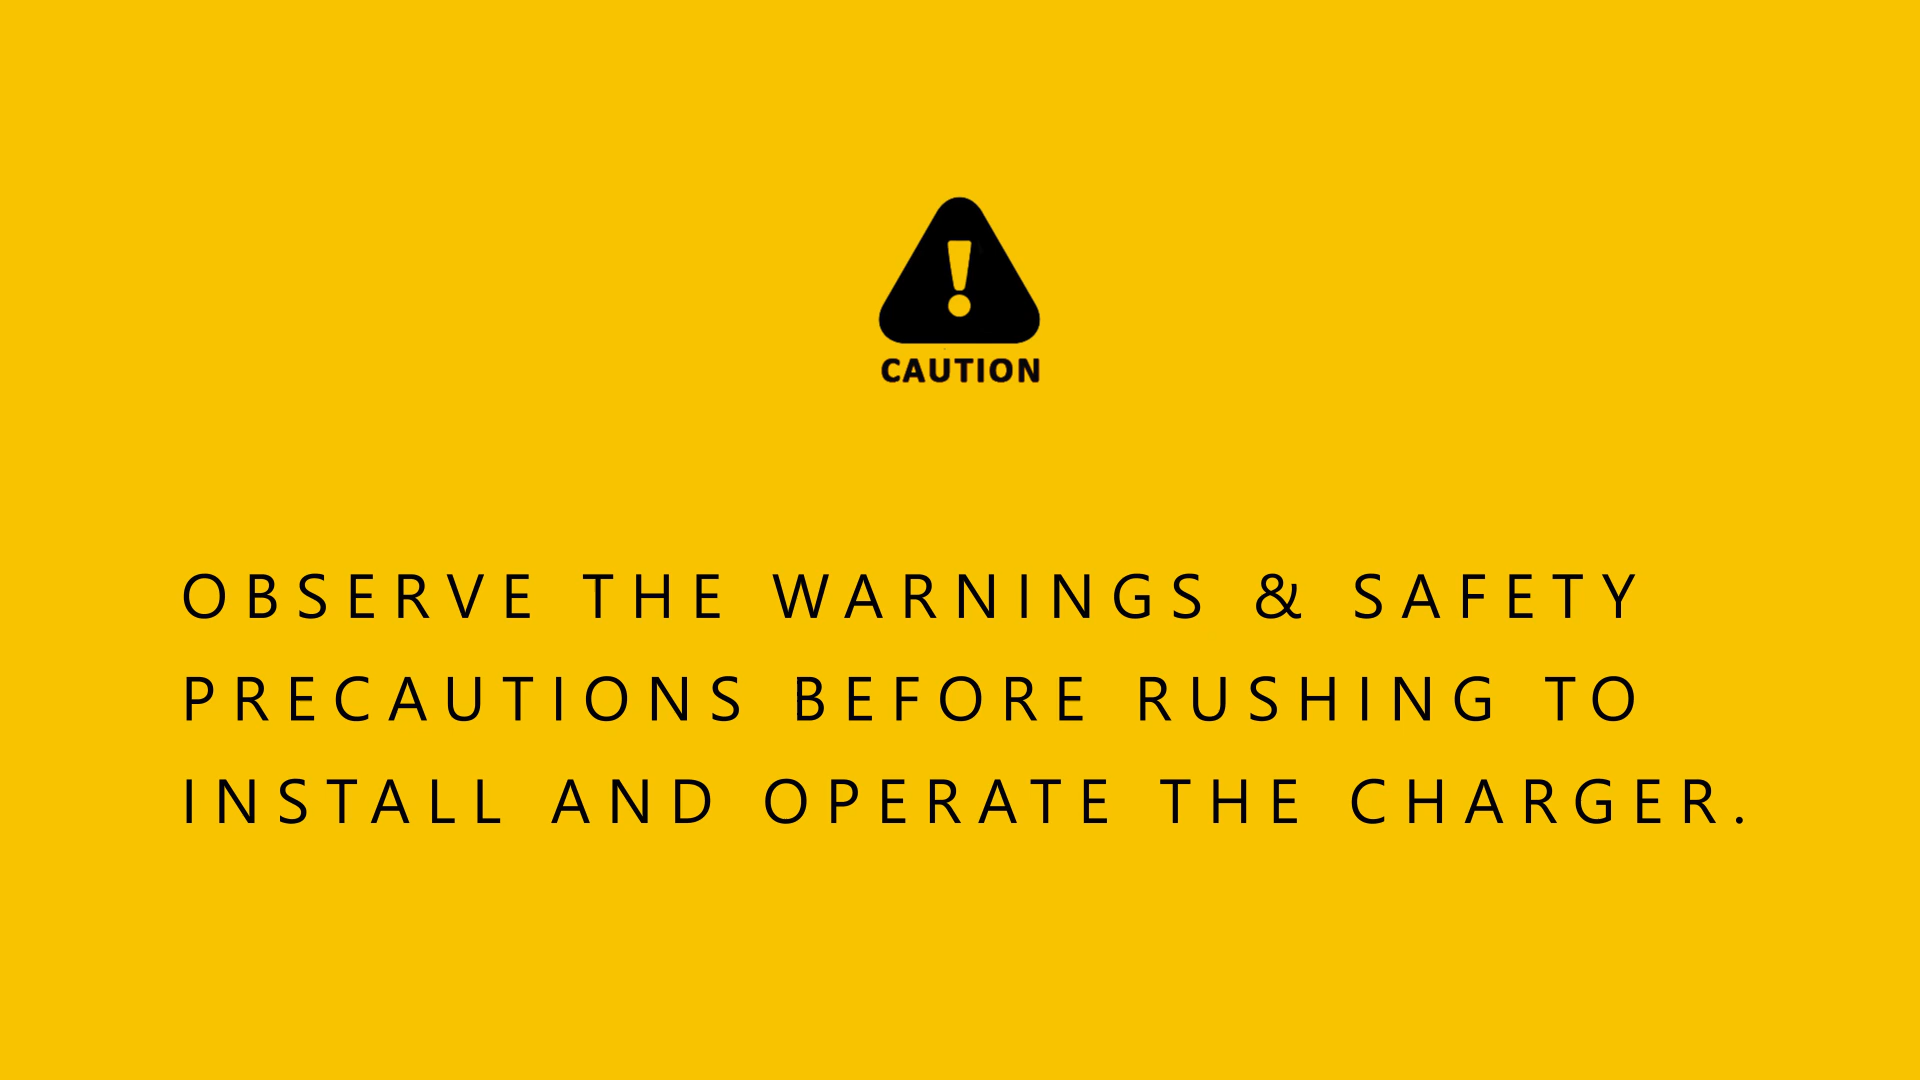 CAUTION
OBSERVE THE WARNINGS & SAFETY
PRECAUTIONS BEFORE RUSHING TO
INSTALL AND OPERATE THE CHARGER.